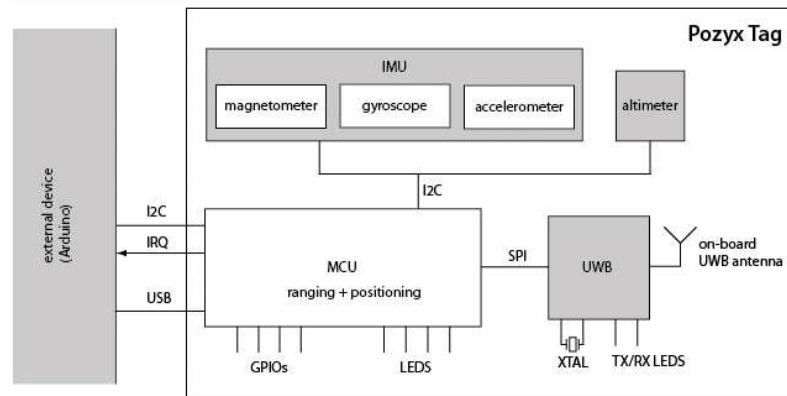 Pozyx Tag
IMU
magnetometer
gyroscope
accelerometer
altimeter
I2C
external device
(Arduino)
I2C
IRQ
USB
MCU
ranging + positioning
SPI
UWB
on-board
UWB antenna
GPIOs
LEDS
XTAL
TX/RX LEDS